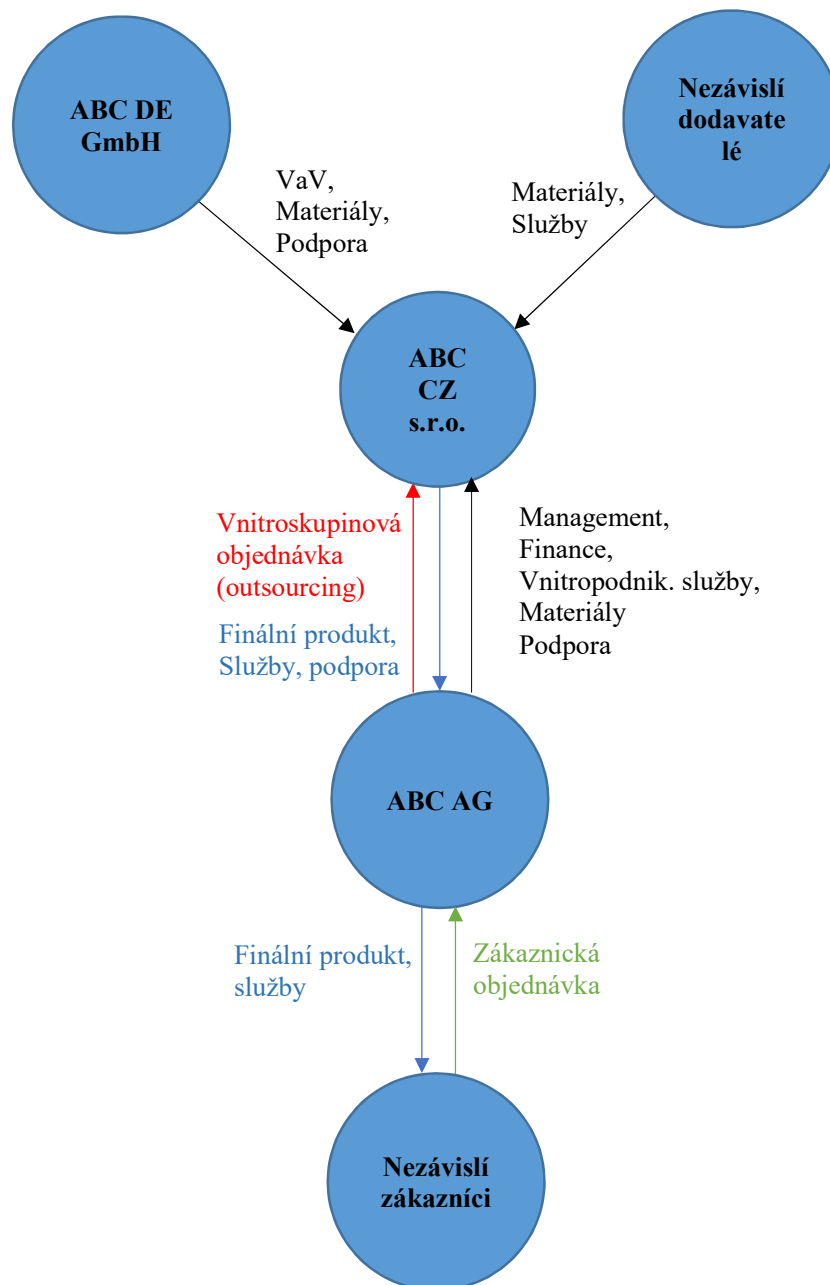 ABC DE
GmbH
Nezávislí
dodavate
lé
VaV,
Materiály,
Podpora
Materiály,
Služby
ABC
CZ
s.r.o.
Vnitroskupinová
objednávka
(outsourcing)
Finální produkt,
Služby, podpora
Management,
Finance,
Vnitropodnik. služby,
Materiály
Podpora
ABC AG
Finální produkt,
služby
Zákaznická
objednávka
Nezávislí
zákazníci